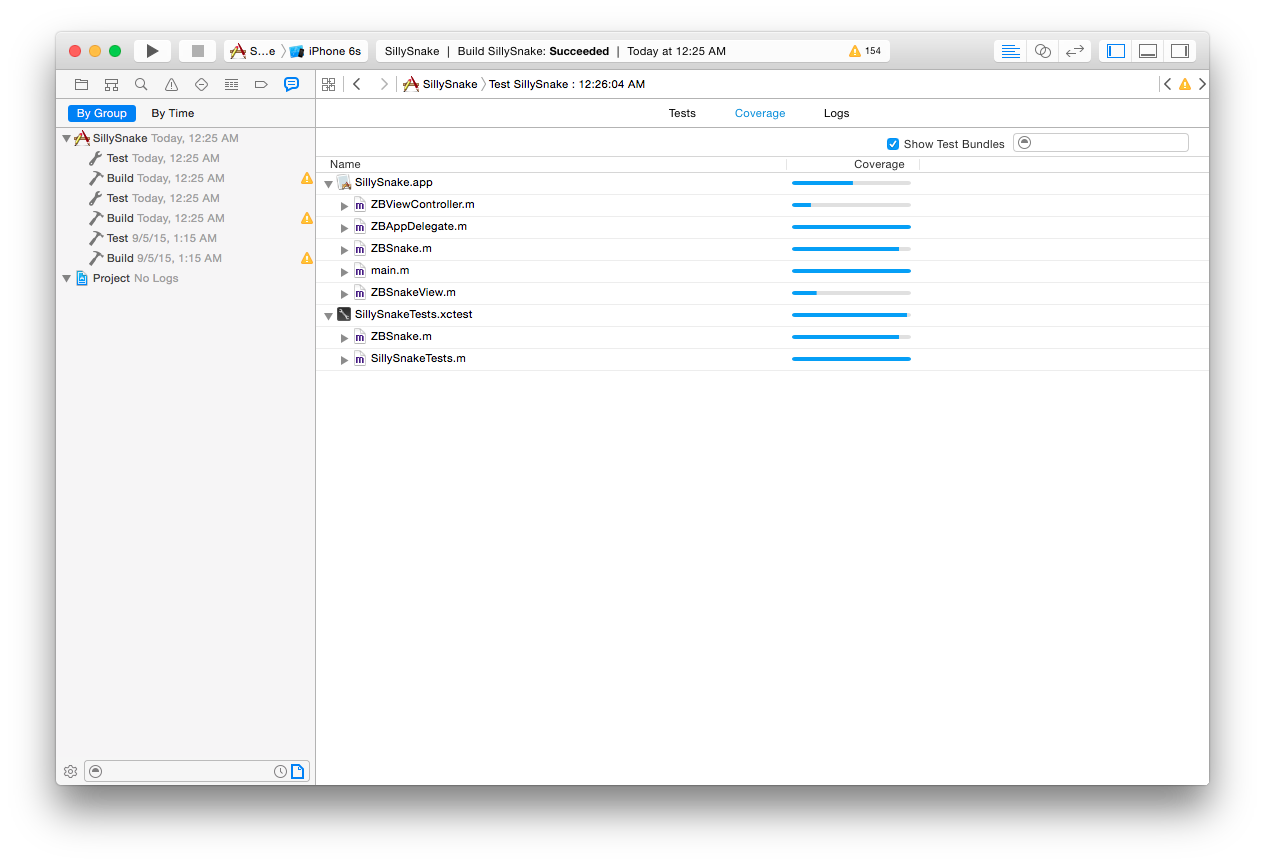 S...e 〉 iPhone 6s SillySnake | Build SillySnake: Succeeded | Today at 12:25 AM 154
SillySnake 〉 Test SillySnake : 12:26:04 AM
By Group By Time
Tests Coverage Logs
SillySnake Today, 12:25 AM
Test Today, 12:25 AM
Build Today, 12:25 AM
Test Today, 12:25 AM
Build Today, 12:25 AM
Test 9/5/15, 1:15 AM
Build 9/5/15, 1:15 AM
Project No Logs
Show Test Bundles
Name Coverage
SillySnake.app
m ZBViewController.m
m ZBAppDelegate.m
m ZBSnake.m
m main.m
m ZBSnakeView.m
SillySnakeTests.xctest
m ZBSnake.m
m SillySnakeTests.m